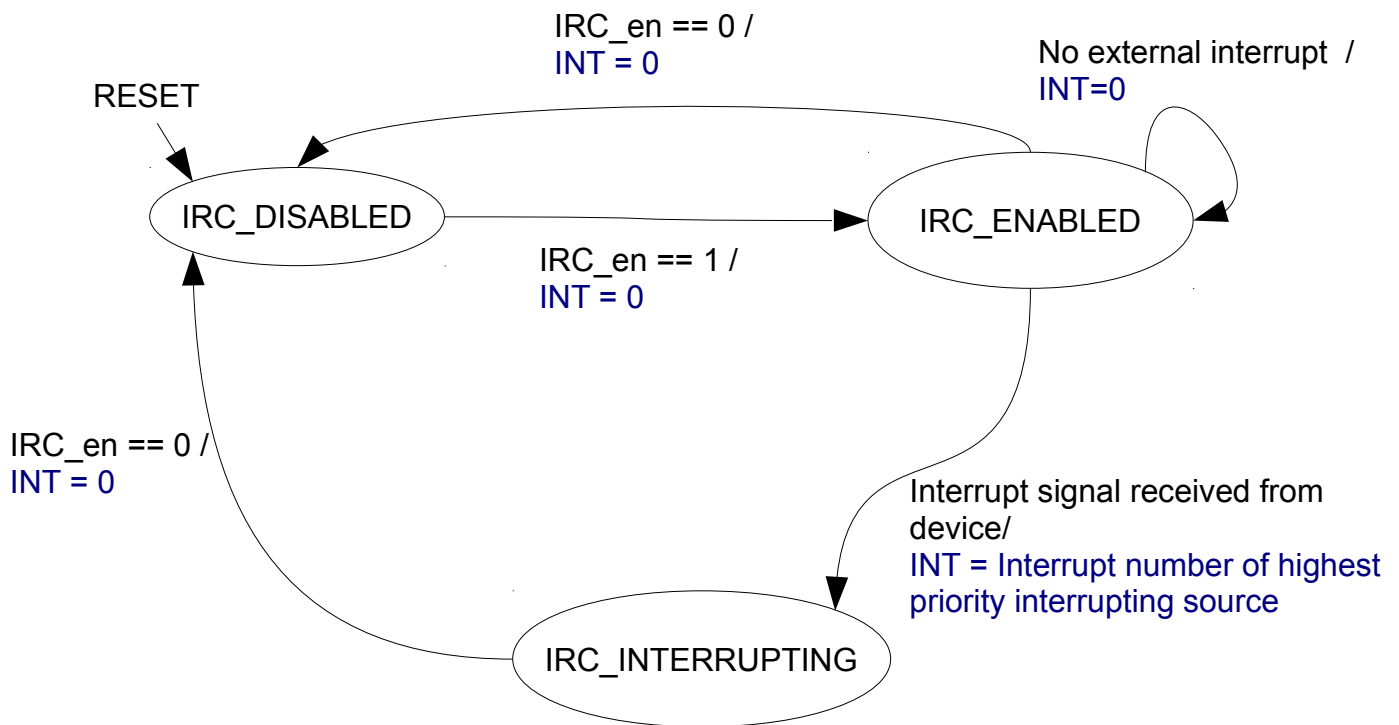 IRC_en == 0 /
INT = 0
No external interrupt /
INT=0
RESET
IRC_DISABLED
IRC_ENABLED
IRC_en == 1 /
INT = 0
IRC_en == 0 /
INT = 0
Interrupt signal received from
device/
INT = Interrupt number of highest
priority interrupting source
IRC_INTERRUPTING